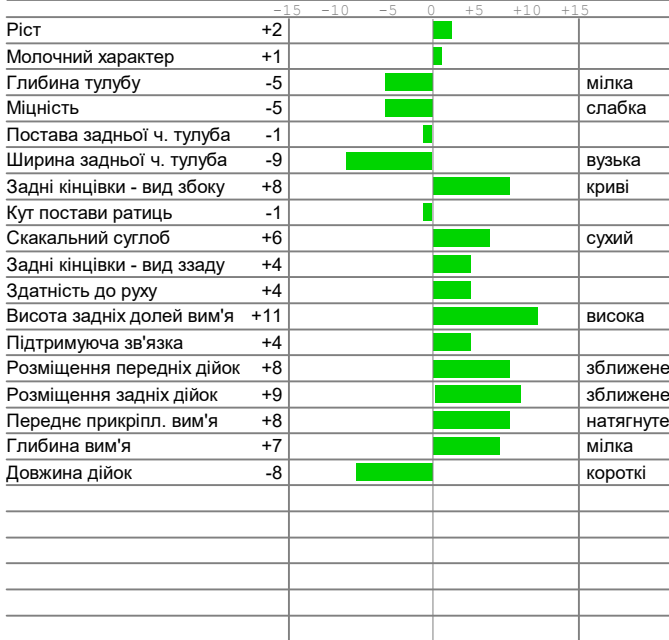 -15 -10 -5 0 +5 +10 +15
Ріст +2
Молочний характер +1
Глибина тулубу -5 мілка
Міцність -5 слабка
Постава задньої ч. тулуба -1
Ширина задньої ч. тулуба -9 вузька
Задні кінцівки - вид збоку +8 криві
Кут постави ратиць -1
Скакальний суглоб +6 сухий
Задні кінцівки - вид ззаду +4
Здатність до руху +4
Висота задніх долей вим'я +11 висока
Підтримуюча зв'язка +4
Розміщення передніх дійок +8 зближене
Розміщення задніх дійок +9 зближене
Переднє прикріпл. вим'я +8 натягнуте
Глибина вим'я +7 мілка
Довжина дійок -8 короткі